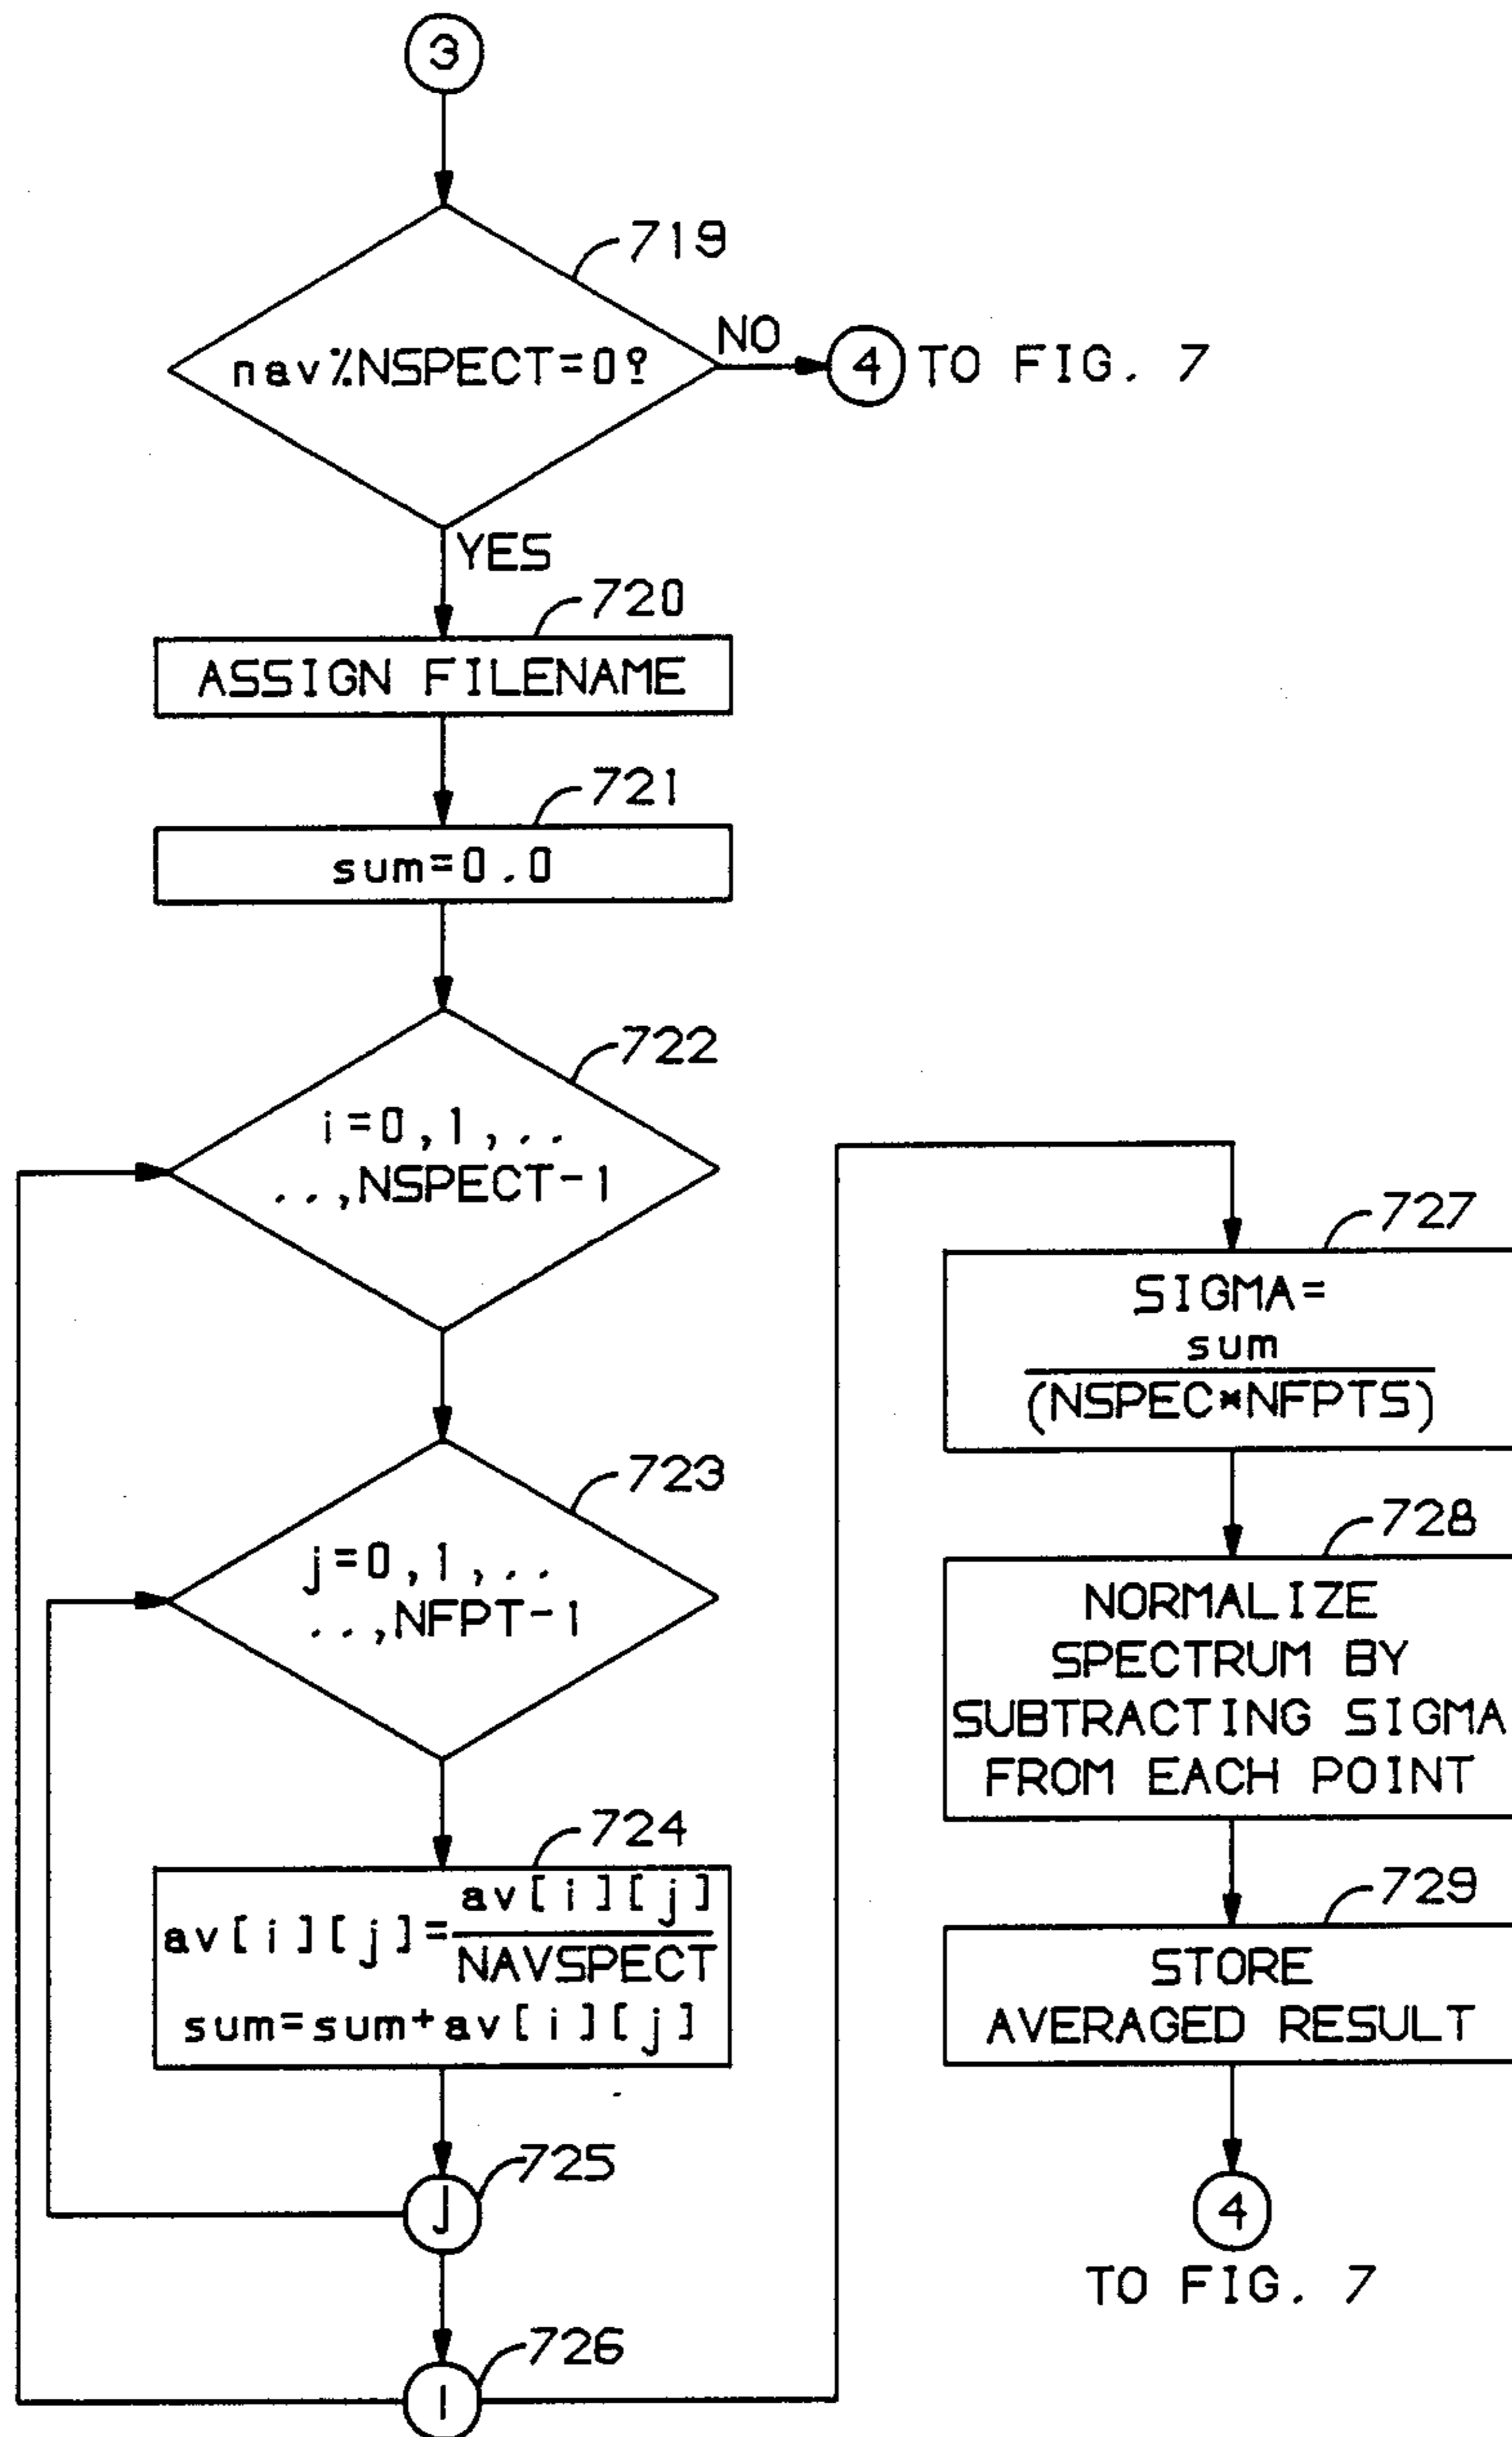 3
719
nav%NSPECT=0?
NO
4 TO FIG. 7
YES
720
ASSIGN FILENAME
721
sum=0.0
722
i=0,1,..
..,NSPECT-1
723
j=0,1,..
..,NFPT-1
724
av[i][j]=av[i][j]/NAVSPECT
sum=sum+av[i][j]
725
j
726
i
727
SIGMA=
sum
(NSPEC*NFPTS)
728
NORMALIZE
SPECTRUM BY
SUBTRACTING SIGMA
FROM EACH POINT
729
STORE
AVERAGED RESULT
4
TO FIG. 7